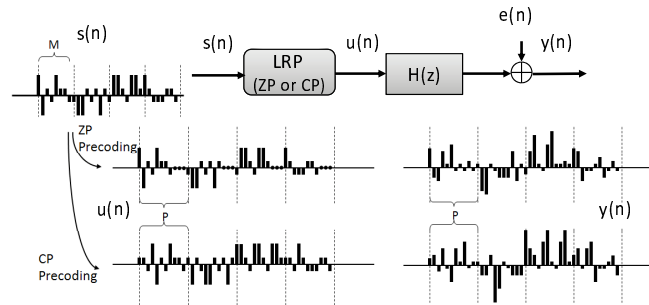 e(n)
s(n)
M
s(n)
LRP
(ZP or CP)
u(n)
H(z)
y(n)
ZP
Precoding
u(n)
P
P
y(n)
CP
Precoding